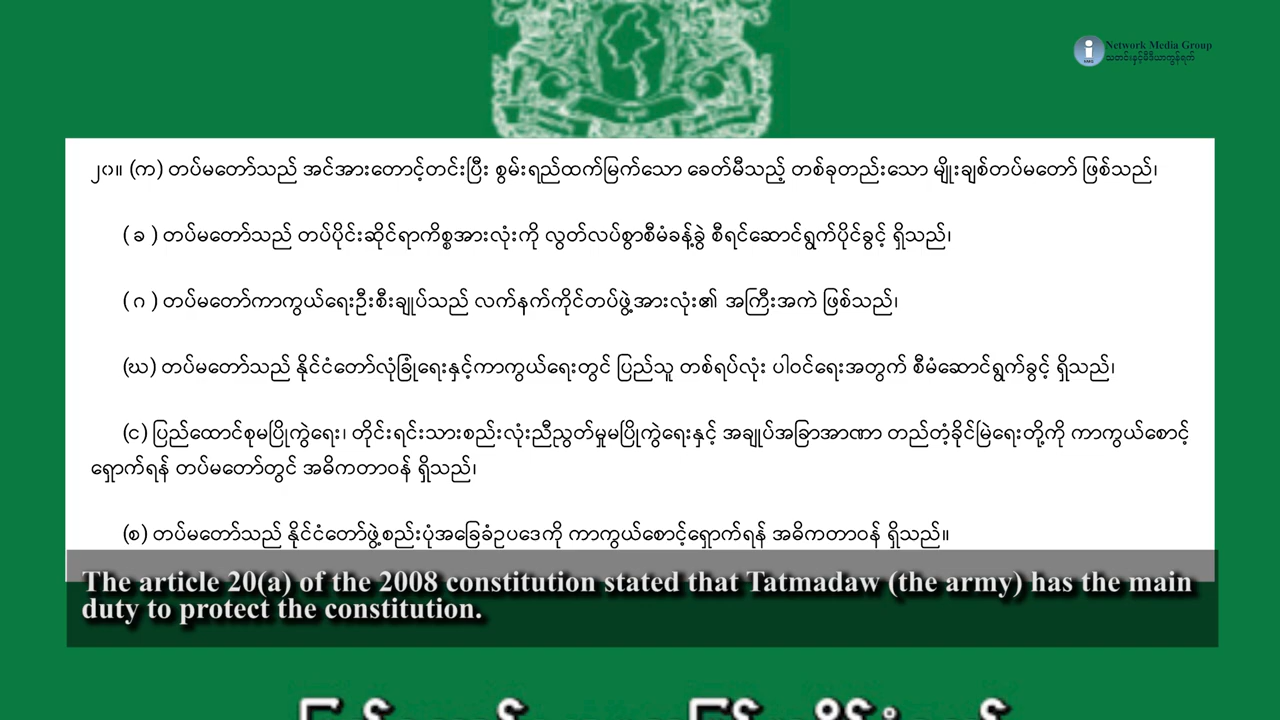 Network Media Group
သတင်းနှင့်မီဒီယာကွန်ရက်
၂၀။ (က) တပ်မတော်သည် အင်အားတောင့်တင်းပြီး စွမ်းရည်ထက်မြက်သော ခေတ်မီသည့် တစ်ခုတည်းသော မျိုးချစ်တပ်မတော် ဖြစ်သည်၊
( ခ ) တပ်မတော်သည် တပ်ပိုင်းဆိုင်ရာကိစ္စအားလုံးကို လွတ်လပ်စွာစီမံခန့်ခွဲ စီရင်ဆောင်ရွက်ပိုင်ခွင့် ရှိသည်၊
( ဂ ) တပ်မတော်ကာကွယ်ရေးဦးစီးချုပ်သည် လက်နက်ကိုင်တပ်ဖွဲ့အားလုံး၏ အကြီးအကဲ ဖြစ်သည်၊
(ဃ) တပ်မတော်သည် နိုင်ငံတော်လုံခြုံရေးနှင့်ကာကွယ်ရေးတွင် ပြည်သူ တစ်ရပ်လုံး ပါဝင်ရေးအတွက် စီမံဆောင်ရွက်ခွင့် ရှိသည်၊
(င) ပြည်ထောင်စုမပြိုကွဲရေး၊ တိုင်းရင်းသားစည်းလုံးညီညွတ်မှုမပြိုကွဲရေးနှင့် အချုပ်အခြာအာဏာ တည်တံ့ခိုင်မြဲရေးတို့ကို ကာကွယ်စောင့်
ရှောက်ရန် တပ်မတော်တွင် အဓိကတာဝန် ရှိသည်၊
(စ) တပ်မတော်သည် နိုင်ငံတော်ဖွဲ့စည်းပုံအခြေခံဥပဒေကို ကာကွယ်စောင့်ရှောက်ရန် အဓိကတာဝန် ရှိသည်။
The article 20(a) of the 2008 constitution stated that Tatmadaw (the army) has the main
duty to protect the constitution.